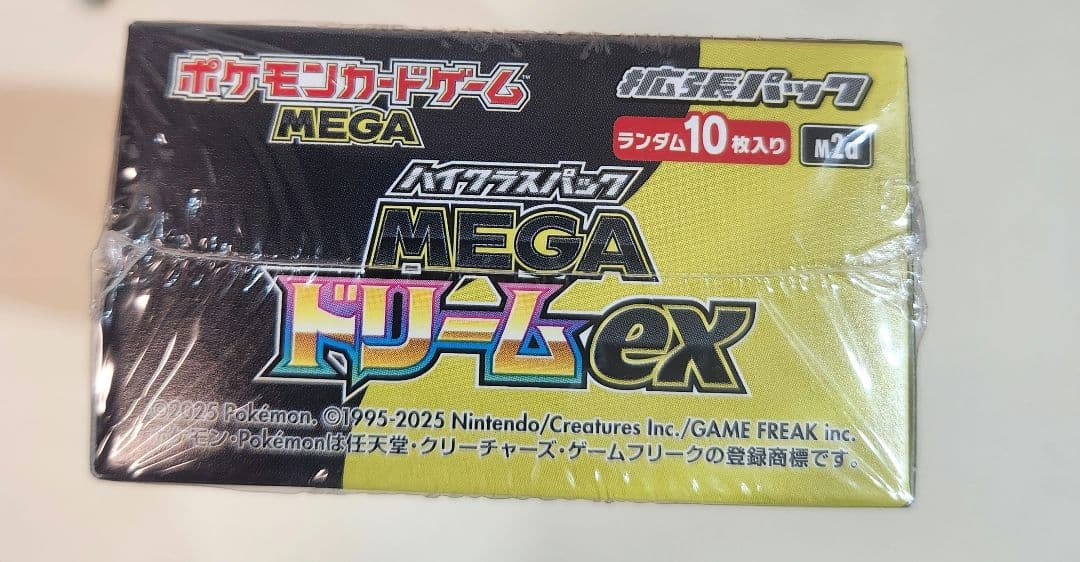 ポケモンカードゲーム™
MEGA
拡張パック
ランダム10枚入り
M2a
ハイクラスパック
MEGA
ドリームex
©2025 Pokémon. ©1995-2025 Nintendo/Creatures Inc./GAME FREAK inc.
ポケモン・Pokémonは任天堂・クリーチャーズ・ゲームフリークの登録商標です。